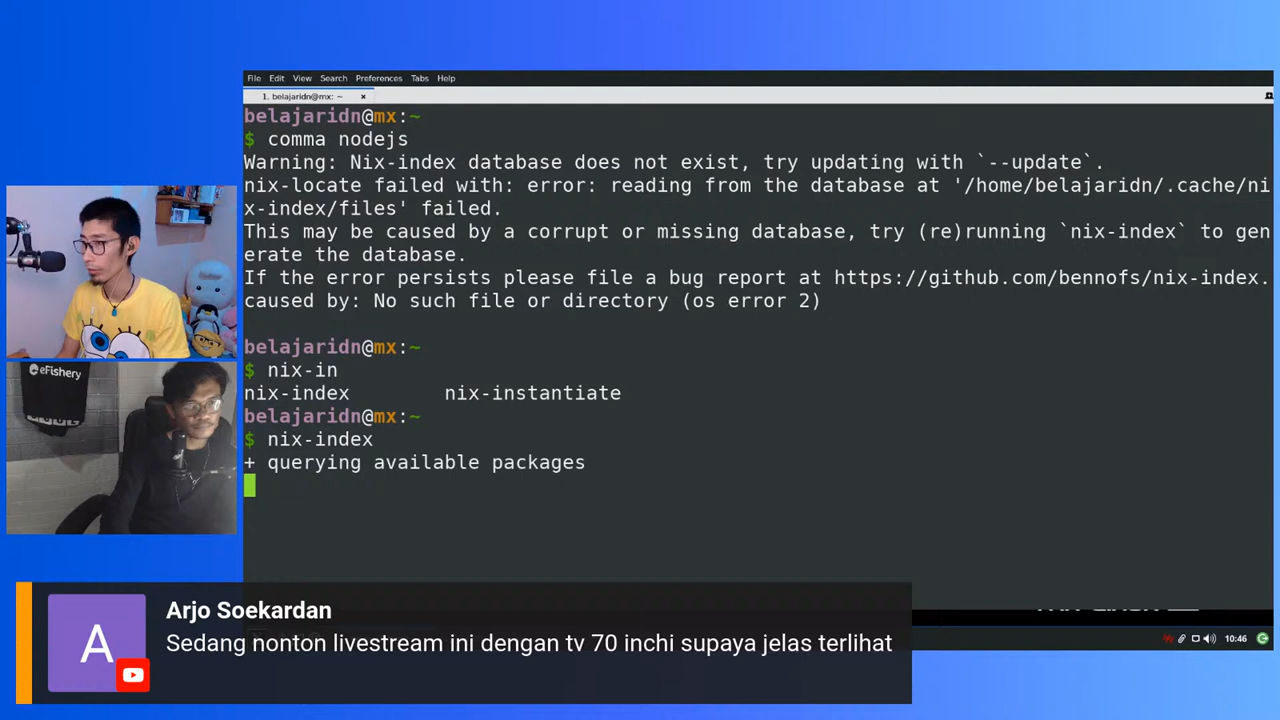 File Edit View Search Preferences Tabs Help
1. belajaridn@mx: ~ ×
belajaridn@mx:~
$ comma nodejs
Warning: Nix-index database does not exist, try updating with `--update`.
nix-locate failed with: error: reading from the database at '/home/belajaridn/.cache/ni
x-index/files' failed.
This may be caused by a corrupt or missing database, try (re)running `nix-index` to gen
erate the database.
If the error persists please file a bug report at https://github.com/bennofs/nix-index.
caused by: No such file or directory (os error 2)
belajaridn@mx:~
$ nix-in
nix-index nix-instantiate
belajaridn@mx:~
$ nix-index
+ querying available packages
eFishery
10:46
A
Arjo Soekardan
Sedang nonton livestream ini dengan tv 70 inchi supaya jelas terlihat